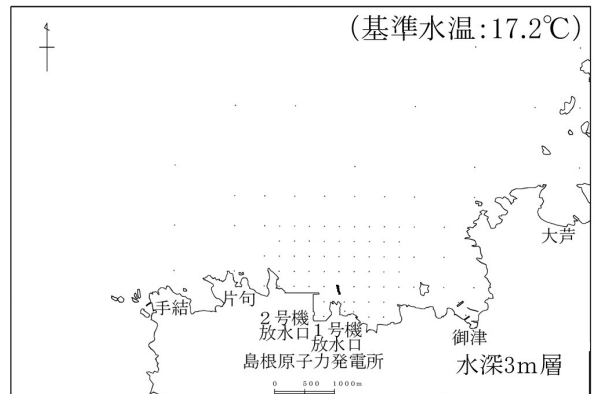 (基準水温:17.2℃)
大芦
片句
手結
2号機
放水口
1号機
放水口
御津
島根原子力発電所
水深3m層
0 500 1000m